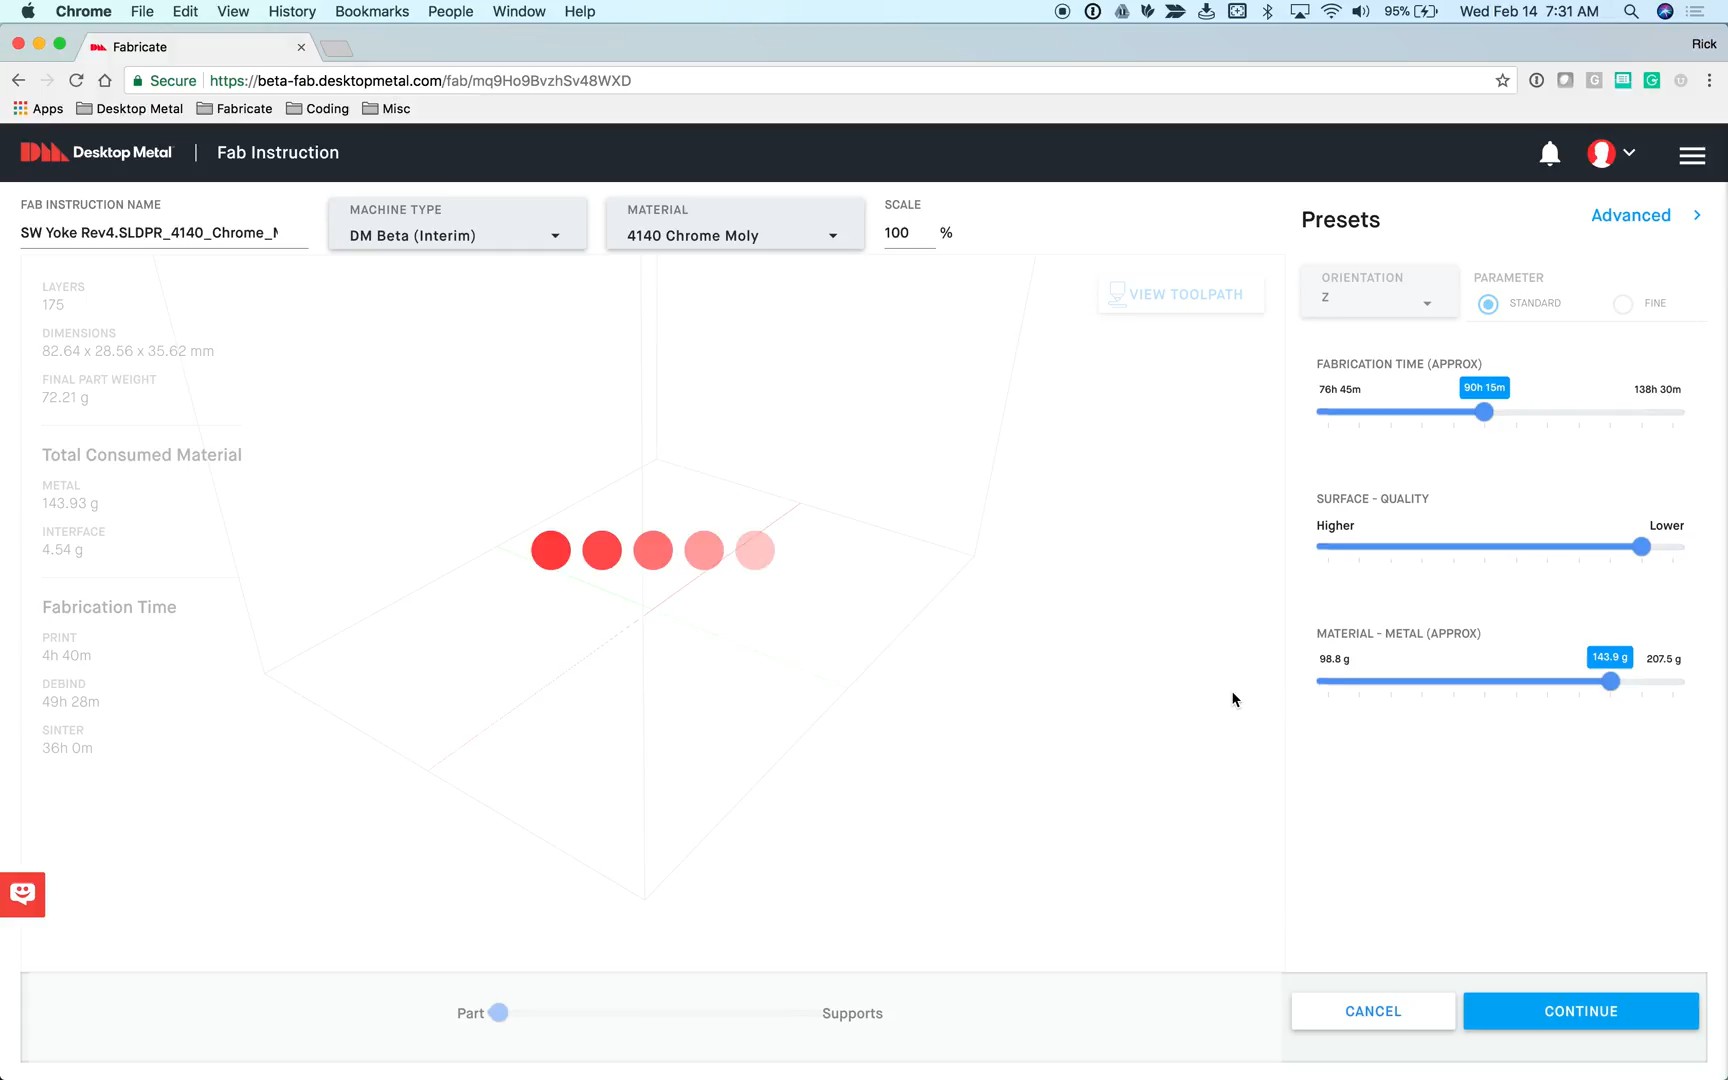 Chrome File Edit View History Bookmarks People Window Help 95% Wed Feb 14 7:31 AM
Fabricate Rick
Secure https://beta-fab.desktopmetal.com/fab/mq9Ho9BvzhSv48WXD
Apps Desktop Metal Fabricate Coding Misc
Desktop Metal | Fab Instruction
FAB INSTRUCTION NAME
SW Yoke Rev4.SLDPR_4140_Chrome_M
MACHINE TYPE
DM Beta (Interim)
MATERIAL
4140 Chrome Moly
SCALE
100 %
Presets
Advanced
LAYERS
175
DIMENSIONS
82.64 x 28.56 x 35.62 mm
FINAL PART WEIGHT
72.21 g
Total Consumed Material
METAL
143.93 g
INTERFACE
4.54 g
Fabrication Time
PRINT
4h 40m
DEBIND
49h 28m
SINTER
36h 0m
VIEW TOOLPATH
ORIENTATION
Z
PARAMETER
STANDARD FINE
FABRICATION TIME (APPROX)
76h 45m 90h 15m 138h 30m
SURFACE - QUALITY
Higher Lower
MATERIAL - METAL (APPROX)
98.8 g 143.9 g 207.5 g
Part Supports
CANCEL CONTINUE